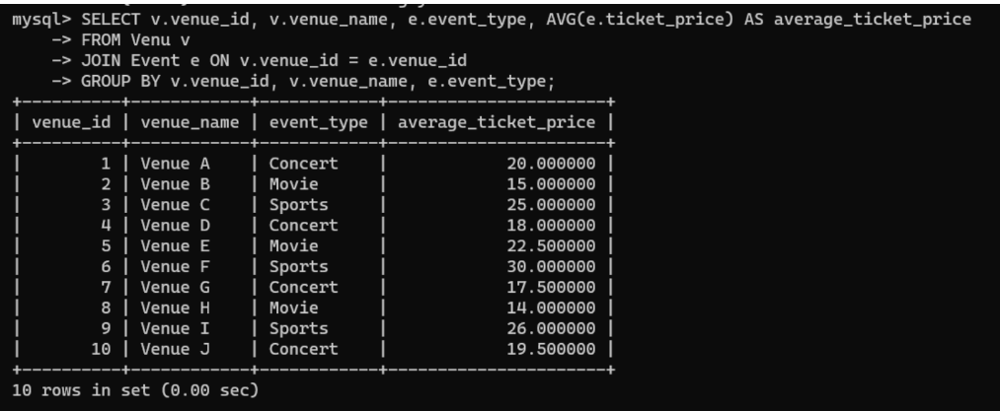 mysql> SELECT v.venue_id, v.venue_name, e.event_type, AVG(e.ticket_price) AS average_ticket_price
    -> FROM Venu v
    -> JOIN Event e ON v.venue_id = e.venue_id
    -> GROUP BY v.venue_id, v.venue_name, e.event_type;
+----------+------------+------------+----------------------+
| venue_id | venue_name | event_type | average_ticket_price |
+----------+------------+------------+----------------------+
|        1 | Venue A    | Concert    |            20.000000 |
|        2 | Venue B    | Movie      |            15.000000 |
|        3 | Venue C    | Sports     |            25.000000 |
|        4 | Venue D    | Concert    |            18.000000 |
|        5 | Venue E    | Movie      |            22.500000 |
|        6 | Venue F    | Sports     |            30.000000 |
|        7 | Venue G    | Concert    |            17.500000 |
|        8 | Venue H    | Movie      |            14.000000 |
|        9 | Venue I    | Sports     |            26.000000 |
|       10 | Venue J    | Concert    |            19.500000 |
+----------+------------+------------+----------------------+
10 rows in set (0.00 sec)